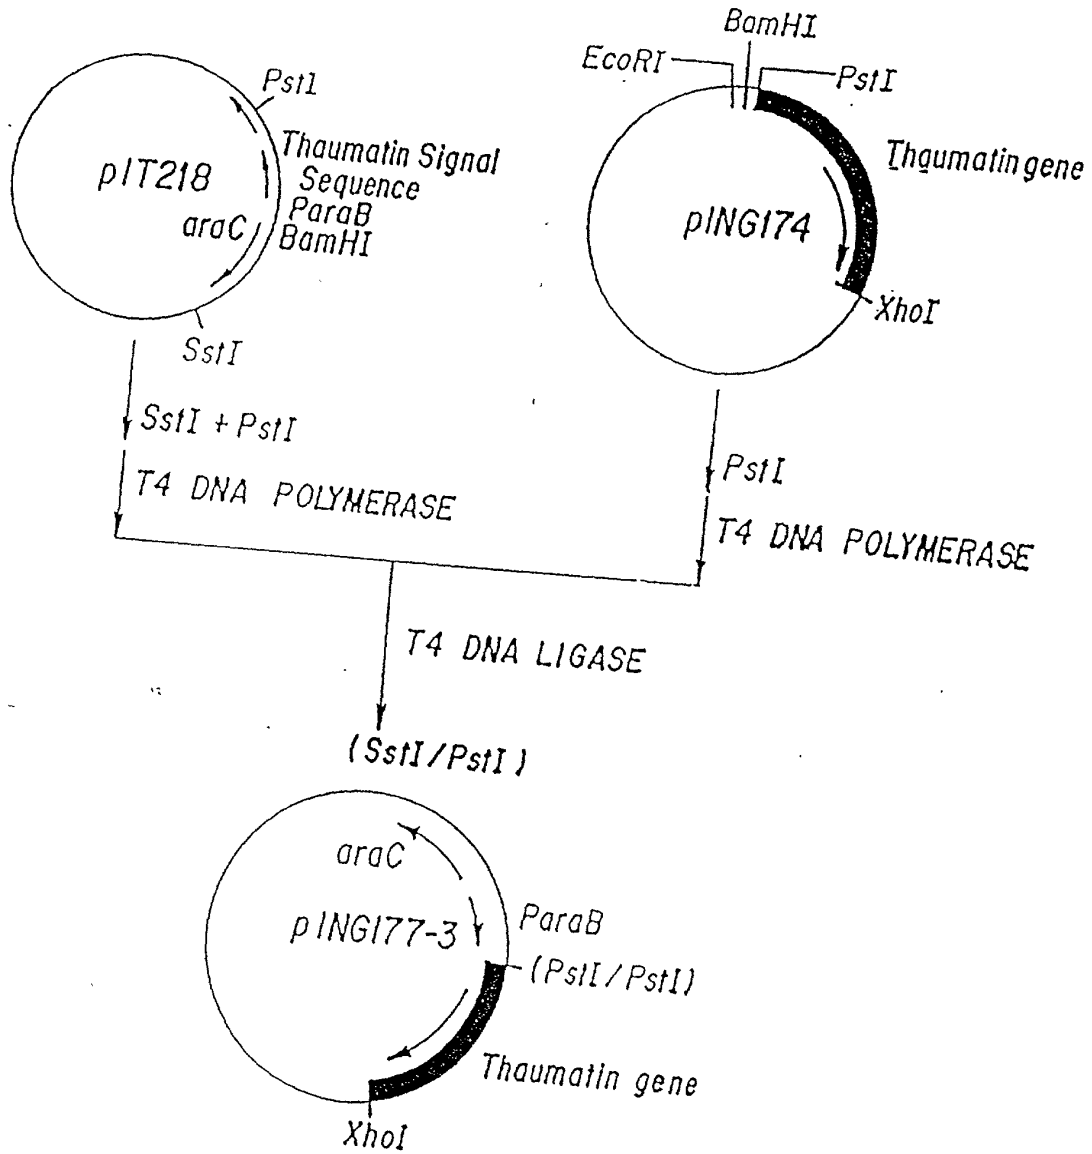 PstI
Thaumatin Signal
Sequence
ParaB
BamHI
pIT218
araC
SstI
SstI + PstI
T4 DNA POLYMERASE
BamHI
EcoRI
PstI
Thaumatin gene
pING174
XhoI
PstI
T4 DNA POLYMERASE
T4 DNA LIGASE
(SstI/PstI)
araC
pING177-3
ParaB
(PstI/PstI)
Thaumatin gene
XhoI